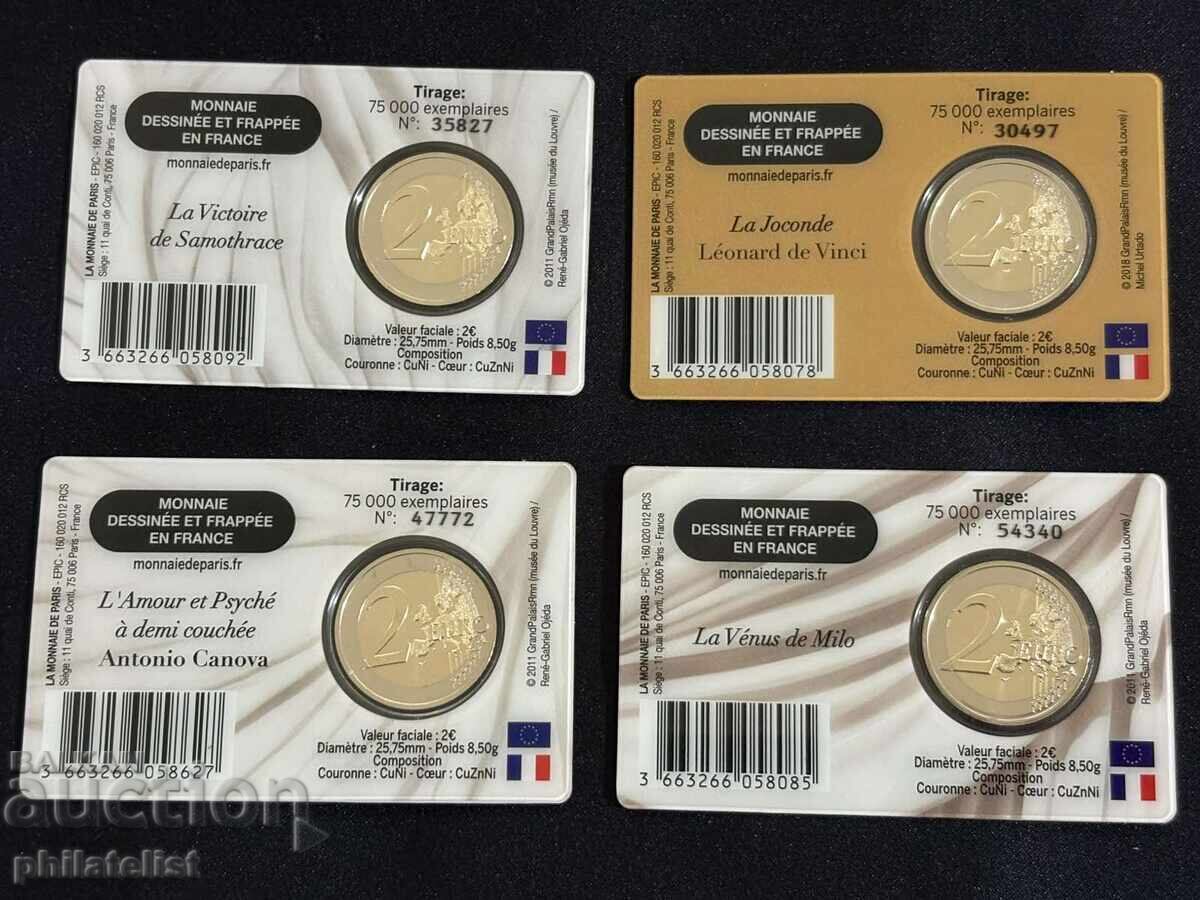 LA MONNAIE DE PARIS - EPIC - 160 020 012 RCS
Siège : 11 quai de Conti, 75 006 Paris - France
MONNAIE
DESSINÉE ET FRAPPÉE
EN FRANCE
monnaiedeparis.fr
La Victoire
de Samothrace
3 663266 058092
Tirage:
75 000 exemplaires
N°: 35827
2 EURO
Valeur faciale : 2€
Diamètre : 25,75mm - Poids 8,50g
Composition
Couronne : CuNi - Cœur : CuZnNi
© 2011 GrandPalaisRmn (musée du Louvre) /
René-Gabriel Ojéda
LA MONNAIE DE PARIS - EPIC - 160 020 012 RCS
Siège : 11 quai de Conti, 75 006 Paris - France
MONNAIE
DESSINÉE ET FRAPPÉE
EN FRANCE
monnaiedeparis.fr
La Joconde
Léonard de Vinci
3 663266 058078
Tirage:
75 000 exemplaires
N°: 30497
2 EURO
Valeur faciale : 2€
Diamètre : 25,75mm - Poids 8,50g
Composition
Couronne : CuNi - Cœur : CuZnNi
© 2018 GrandPalaisRmn (musée du Louvre) /
Michel Urtado
LA MONNAIE DE PARIS - EPIC - 160 020 012 RCS
Siège : 11 quai de Conti, 75 006 Paris - France
MONNAIE
DESSINÉE ET FRAPPÉE
EN FRANCE
monnaiedeparis.fr
L'Amour et Psyché
à demi couchée
Antonio Canova
3 663266 058627
Tirage:
75 000 exemplaires
N°: 47772
2 EURO
Valeur faciale : 2€
Diamètre : 25,75mm - Poids 8,50g
Composition
Couronne : CuNi - Cœur : CuZnNi
© 2011 GrandPalaisRmn (musée du Louvre) /
René-Gabriel Ojéda
LA MONNAIE DE PARIS - EPIC - 160 020 012 RCS
Siège : 11 quai de Conti, 75 006 Paris - France
MONNAIE
DESSINÉE ET FRAPPÉE
EN FRANCE
monnaiedeparis.fr
La Vénus de Milo
3 663266 058085
Tirage:
75 000 exemplaires
N°: 54340
2 EURO
Valeur faciale : 2€
Diamètre : 25,75mm - Poids 8,50g
Composition
Couronne : CuNi - Cœur : CuZnNi
© 2011 GrandPalaisRmn (musée du Louvre) /
René-Gabriel Ojéda
BALKAN
auction
philatelist